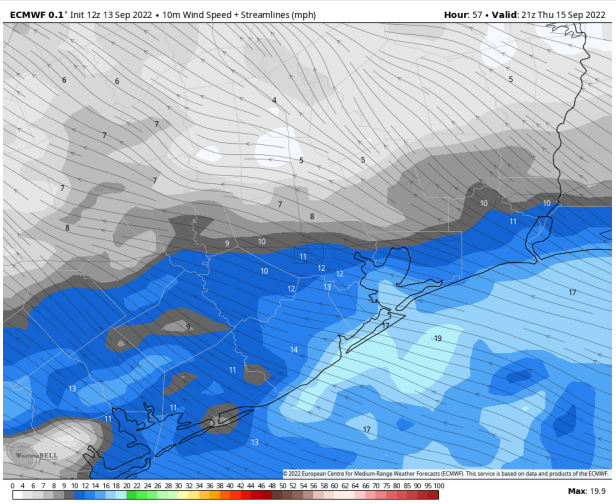 ECMWF 0.1° Init 12z 13 Sep 2022 • 10m Wind Speed + Streamlines (mph)
Hour: 57 • Valid: 21z Thu 15 Sep 2022
6 6 5
4
7 7
5 5
7 7
7 8
8
10 10
11
9 10
11
10 12 12
12 13
17
17
9
19
14
11
13
11 11
13
17
WeatherBELL
© 2022 European Centre for Medium-Range Weather Forecasts (ECMWF). This service is based on data and products of the ECMWF.
0 4 6 7 8 9 10 12 14 16 18 20 22 24 26 28 30 32 34 36 38 40 42 44 46 48 50 52 54 56 58 60 65 70 75 80 85 90 95 100
Max: 19.9